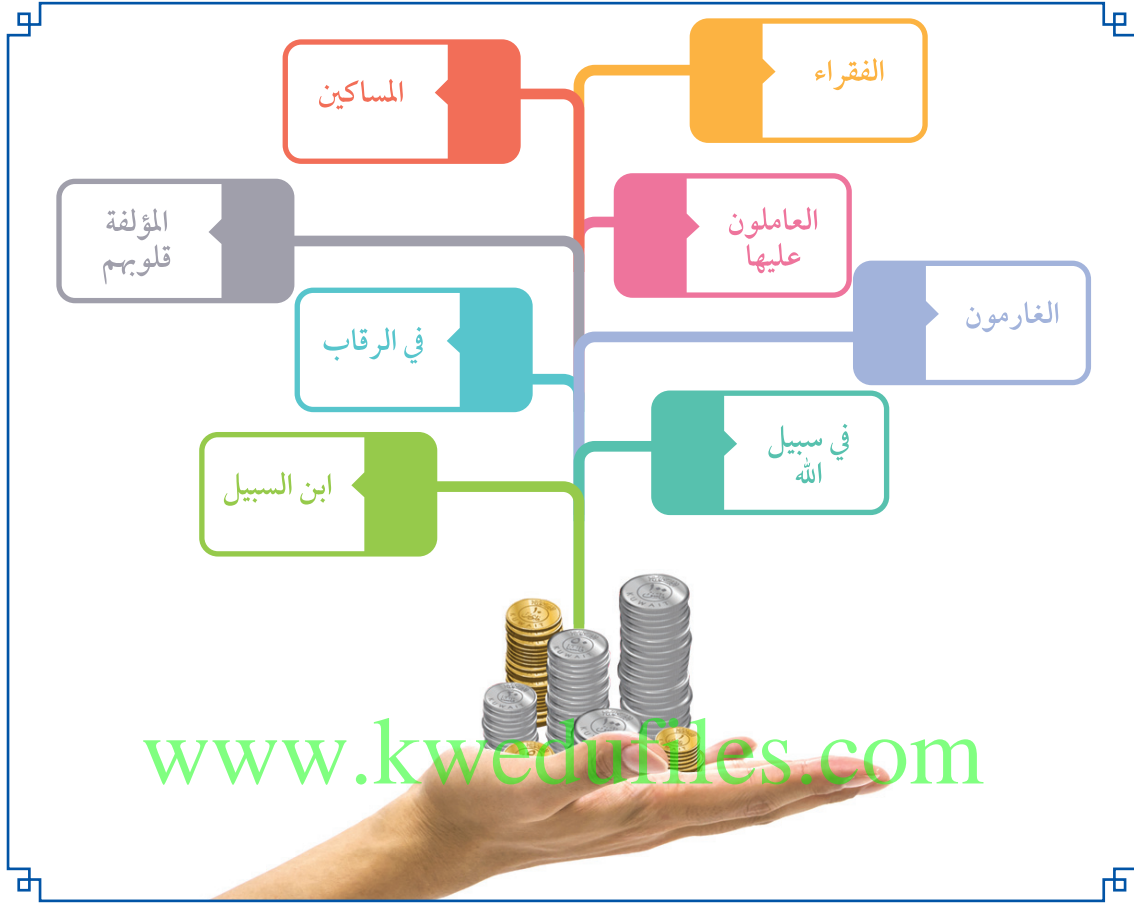 الفقراء
المساكين
العاملون
عليها
المؤلفة
قلوبهم
الغارمون
في الرقاب
في سبيل
الله
ابن السبيل
www.kwedufiles.com